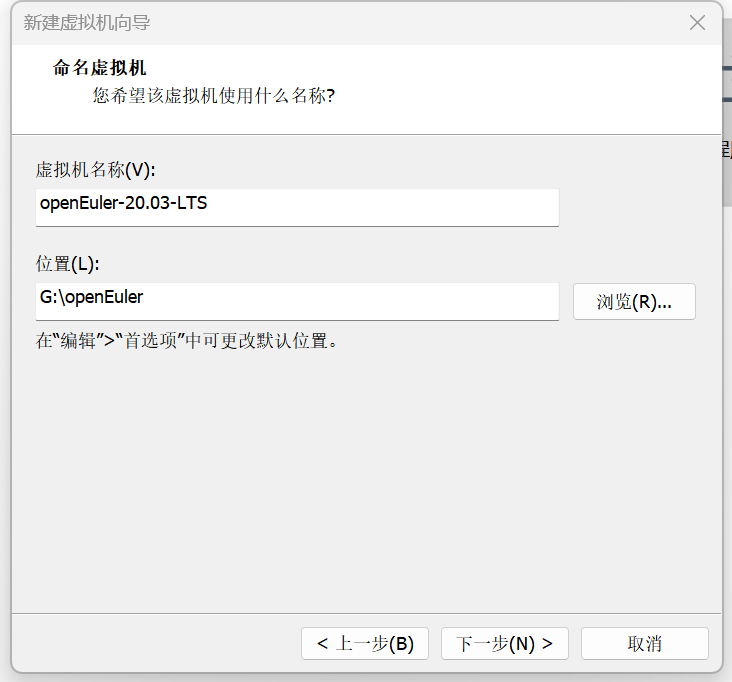 新建虚拟机向导
命名虚拟机
您希望该虚拟机使用什么名称?
虚拟机名称(V):
openEuler-20.03-LTS
位置(L):
G:\openEuler
浏览(R)...
在“编辑”>“首选项”中可更改默认位置。
< 上一步(B)
下一步(N) >
取消